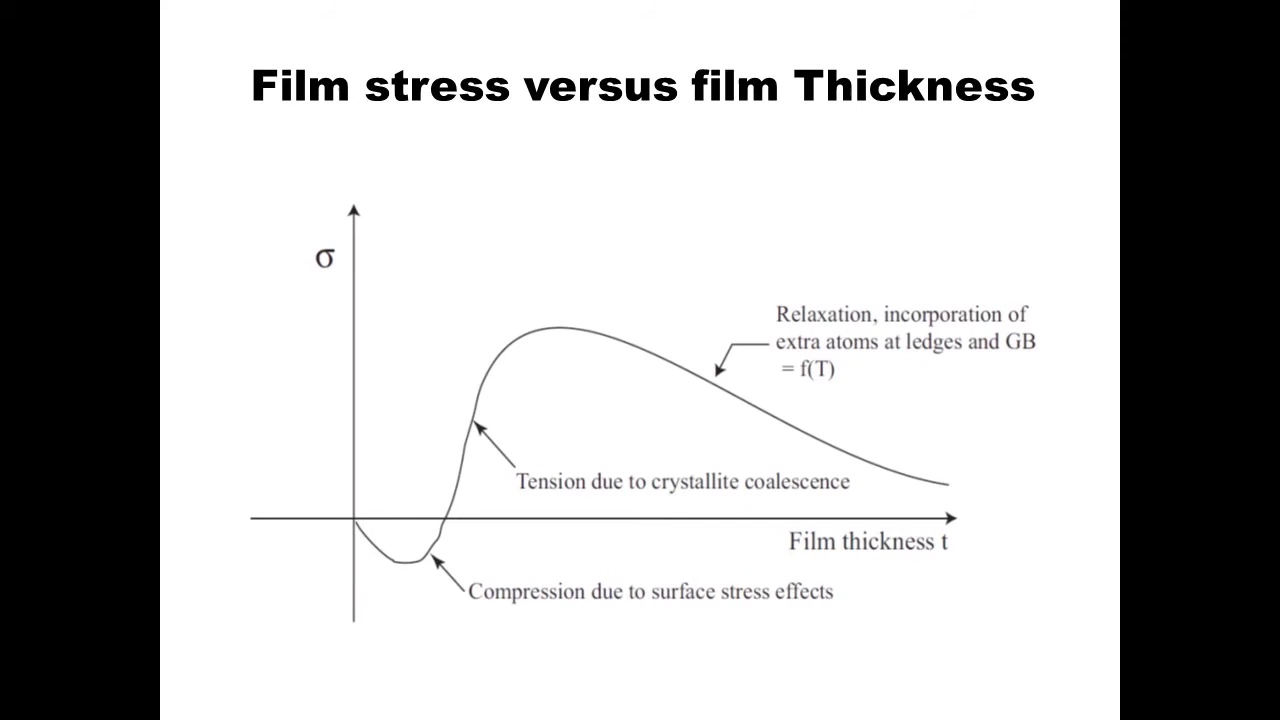 Film stress versus film Thickness
σ
Relaxation, incorporation of
extra atoms at ledges and GB
= f(T)
Tension due to crystallite coalescence
Film thickness t
Compression due to surface stress effects